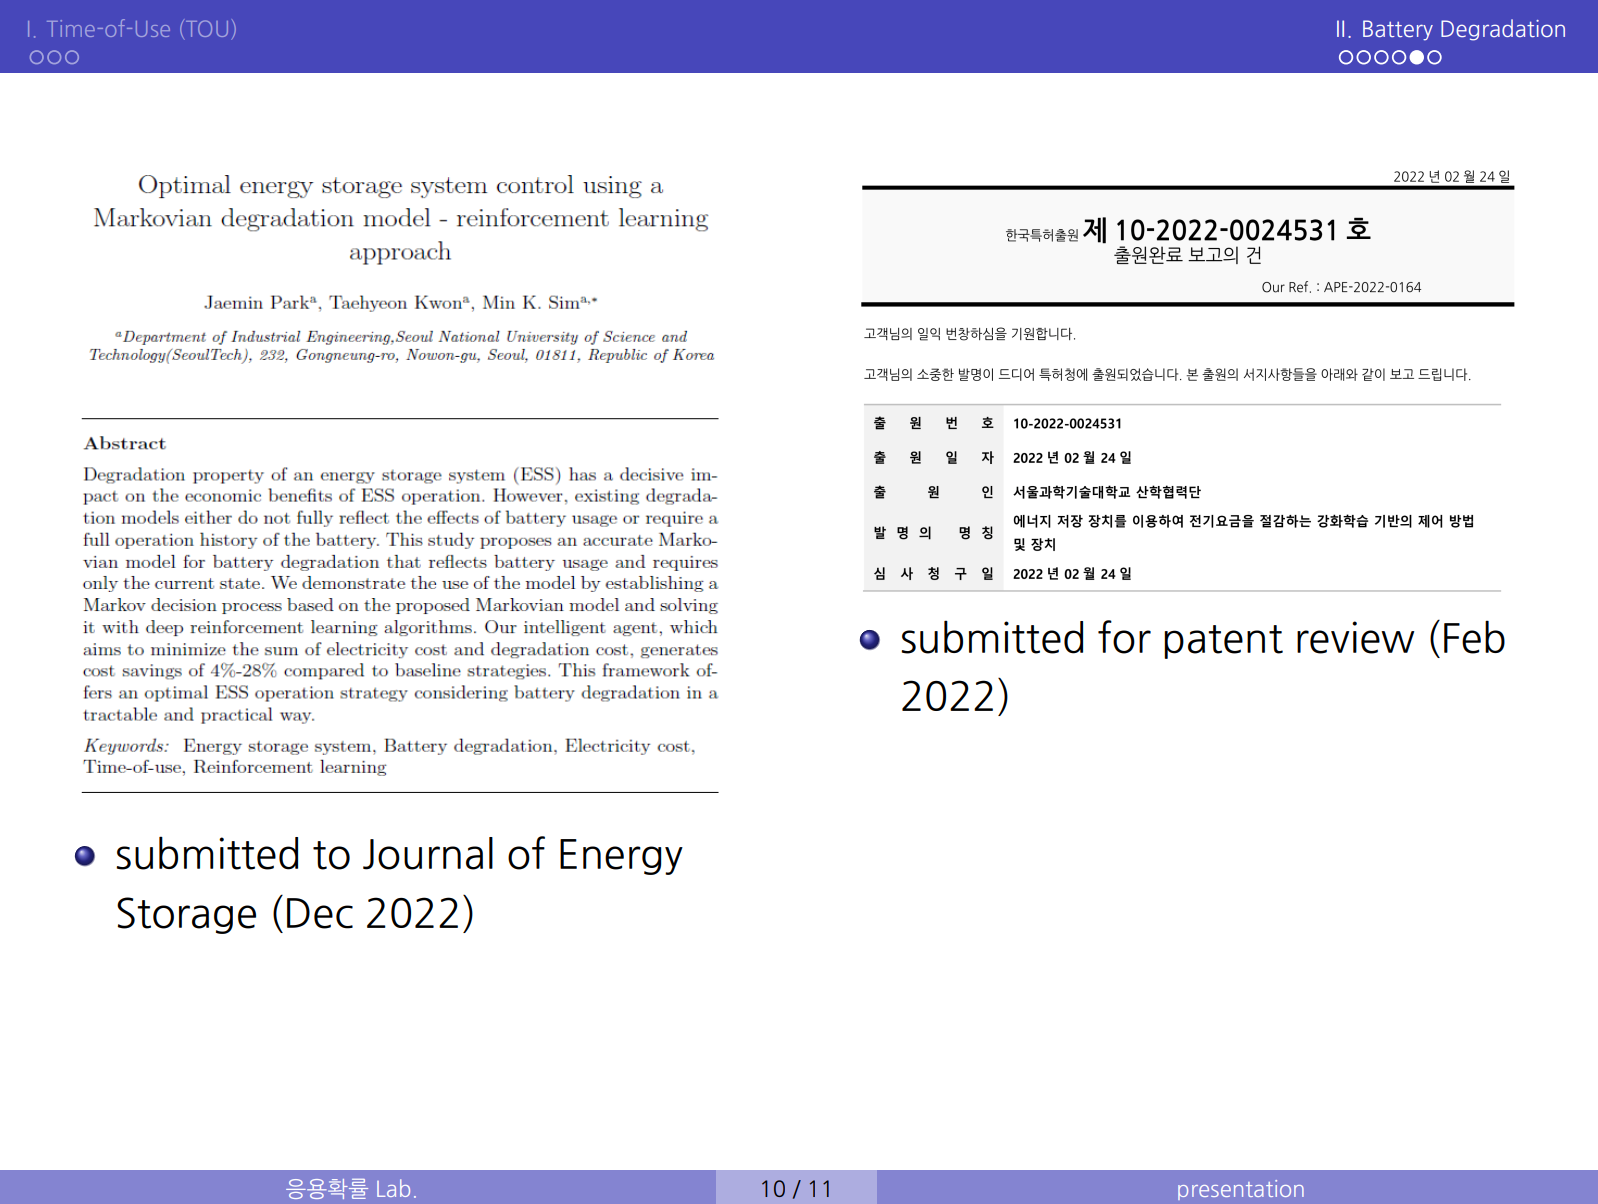 I. Time-of-Use (TOU)
II. Battery Degradation
Optimal energy storage system control using a
Markovian degradation model - reinforcement learning
approach
Jaemin Parkᵃ, Taehyeon Kwonᵃ, Min K. Simᵃ,*
ᵃDepartment of Industrial Engineering,Seoul National University of Science and
Technology(SeoulTech), 232, Gongneung-ro, Nowon-gu, Seoul, 01811, Republic of Korea
Abstract
Degradation property of an energy storage system (ESS) has a decisive im-
pact on the economic benefits of ESS operation. However, existing degrada-
tion models either do not fully reflect the effects of battery usage or require a
full operation history of the battery. This study proposes an accurate Marko-
vian model for battery degradation that reflects battery usage and requires
only the current state. We demonstrate the use of the model by establishing a
Markov decision process based on the proposed Markovian model and solving
it with deep reinforcement learning algorithms. Our intelligent agent, which
aims to minimize the sum of electricity cost and degradation cost, generates
cost savings of 4%-28% compared to baseline strategies. This framework of-
fers an optimal ESS operation strategy considering battery degradation in a
tractable and practical way.
Keywords: Energy storage system, Battery degradation, Electricity cost,
Time-of-use, Reinforcement learning
submitted to Journal of Energy
Storage (Dec 2022)
2022 년 02 월 24 일
한국특허출원 제 10-2022-0024531 호
출원완료 보고의 건
Our Ref. : APE-2022-0164
고객님의 일익 번창하심을 기원합니다.
고객님의 소중한 발명이 드디어 특허청에 출원되었습니다. 본 출원의 서지사항들을 아래와 같이 보고 드립니다.
출 원 번 호 10-2022-0024531
출 원 일 자 2022 년 02 월 24 일
출 원 인 서울과학기술대학교 산학협력단
발 명 의 명 칭 에너지 저장 장치를 이용하여 전기요금을 절감하는 강화학습 기반의 제어 방법
및 장치
심 사 청 구 일 2022 년 02 월 24 일
submitted for patent review (Feb
2022)
응용확률 Lab.
10 / 11
presentation